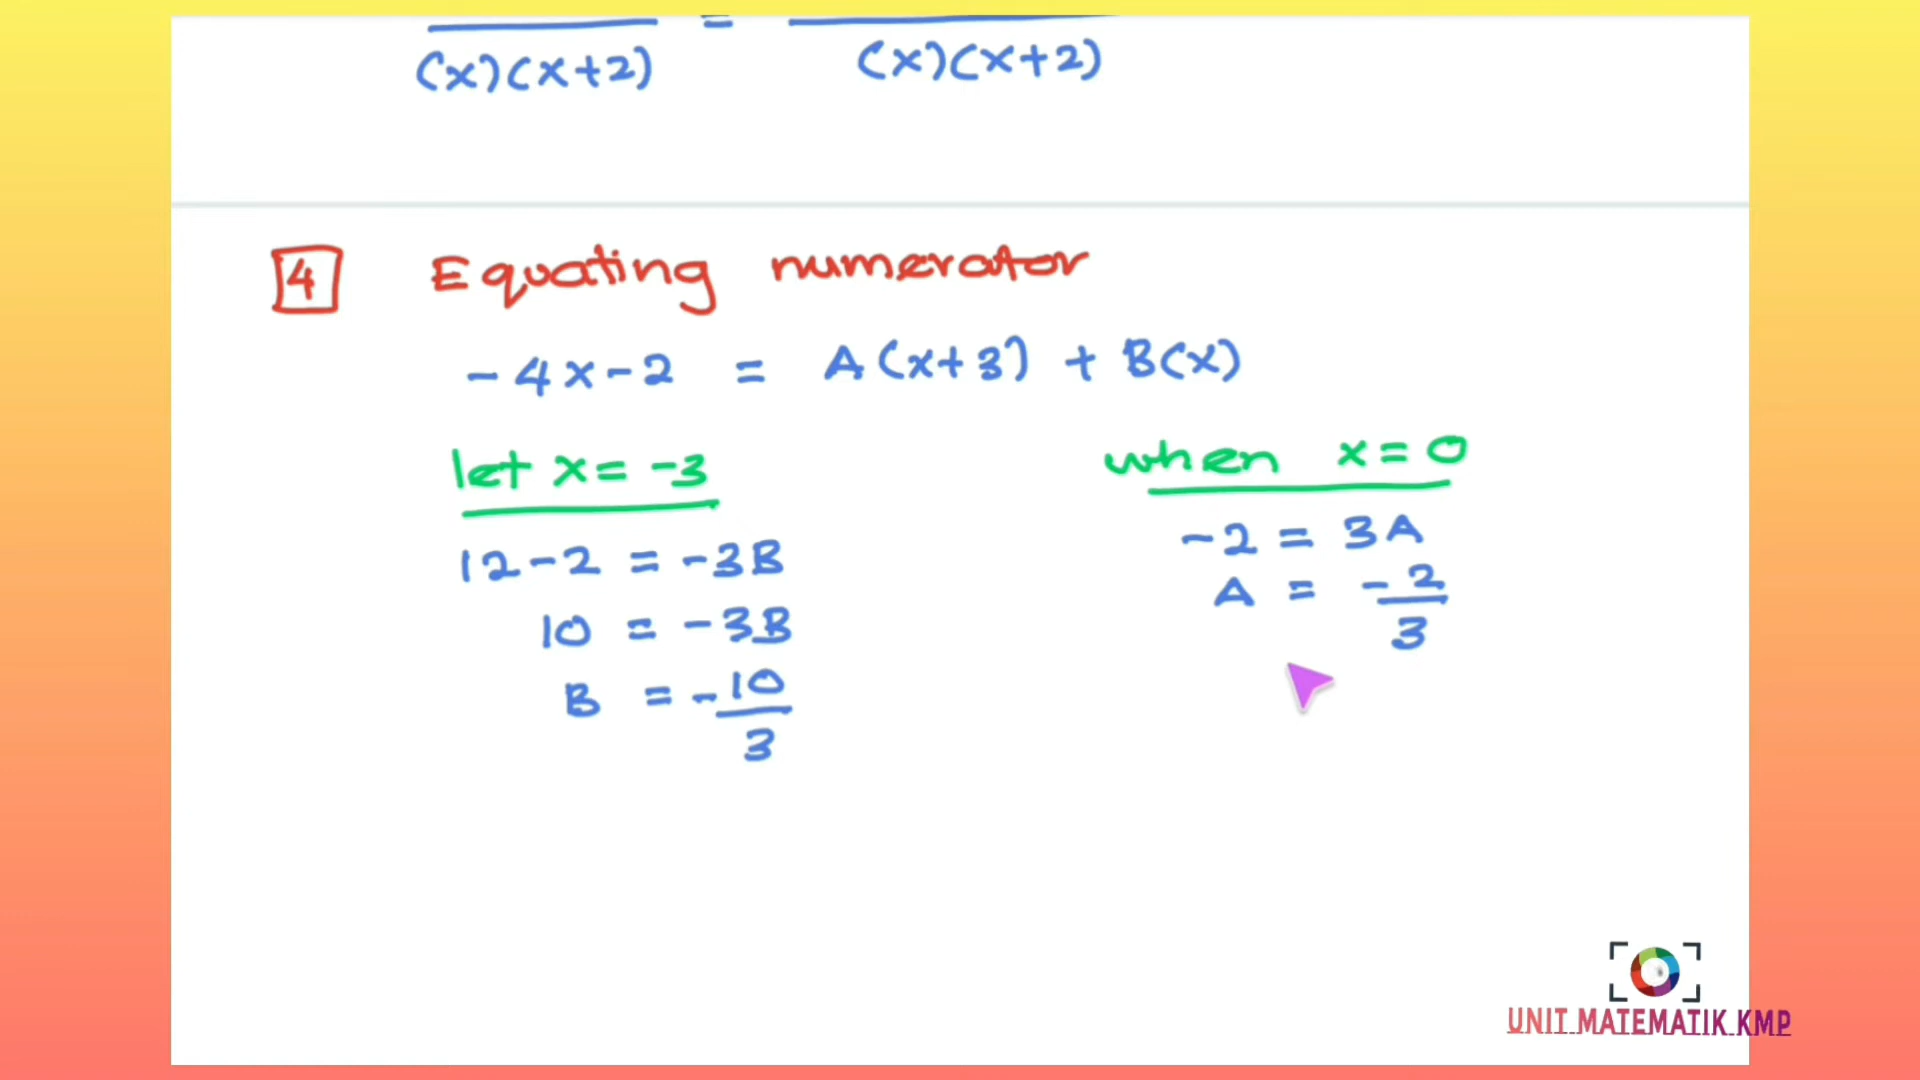 (x)(x+2) = (x)(x+2)
4 Equating numerator
-4x-2 = A(x+3) + B(x)
let x = -3
12-2 = -3B
10 = -3B
B = -10/3
when x = 0
-2 = 3A
A = -2/3
UNIT.MATEMATIK.KMP